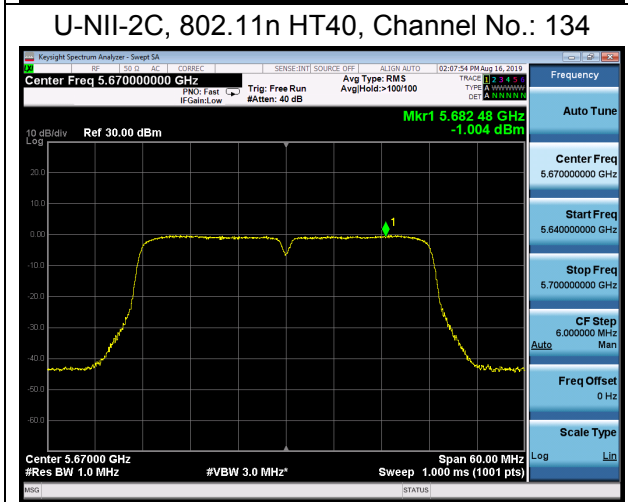 U-NII-2C, 802.11n HT40, Channel No.: 134
Keysight Spectrum Analyzer - Swept SA
RF 50 Ω AC CORREC SENSE:INT SOURCE OFF ALIGN AUTO 02:07:54 PM Aug 16, 2019
Center Freq 5.670000000 GHz
PNO: Fast
IFGain:Low
Trig: Free Run
#Atten: 40 dB
Avg Type: RMS
Avg|Hold:>100/100
TRACE 1 2 3 4 5 6
TYPE A WWWWW
DET A NNNNN
Frequency
Mkr1 5.682 48 GHz
-1.004 dBm
10 dB/div Ref 30.00 dBm
Log
20.0
10.0
0.00
-10.0
-20.0
-30.0
-40.0
-50.0
-60.0
1
Center 5.67000 GHz
Span 60.00 MHz
#Res BW 1.0 MHz #VBW 3.0 MHz* Sweep 1.000 ms (1001 pts)
MSG STATUS
Auto Tune
Center Freq
5.670000000 GHz
Start Freq
5.640000000 GHz
Stop Freq
5.700000000 GHz
CF Step
6.000000 MHz
Auto Man
Freq Offset
0 Hz
Scale Type
Log Lin